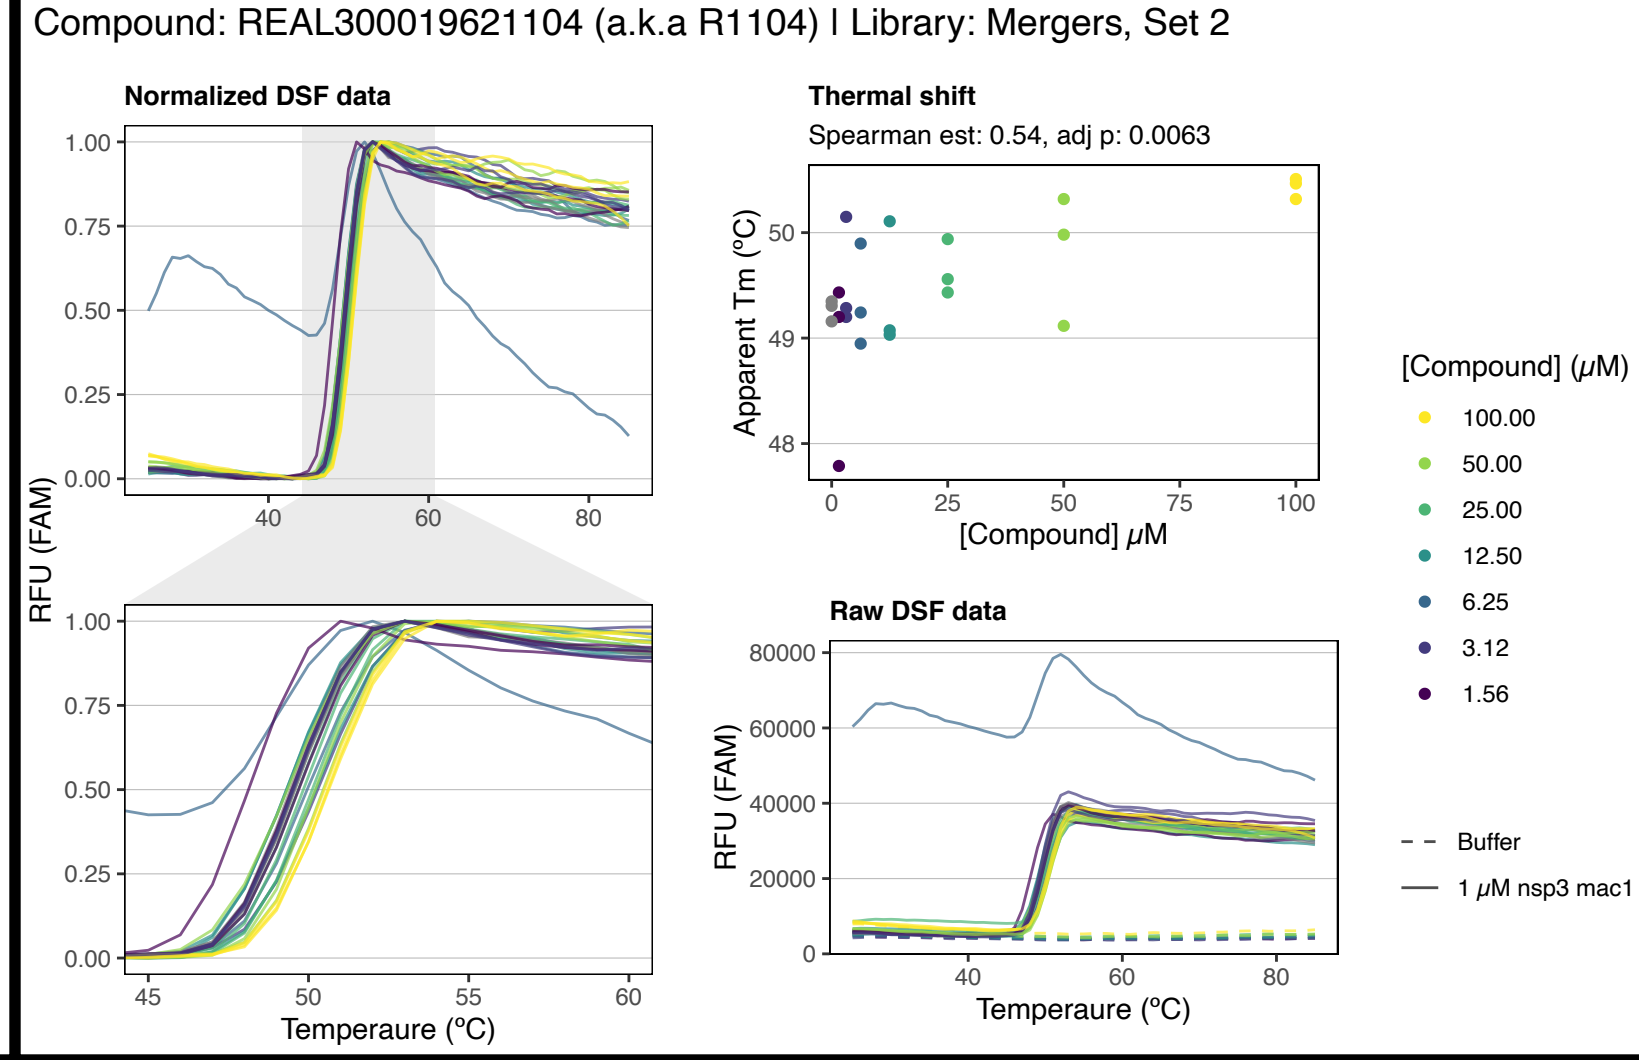 Compound: REAL300019621104 (a.k.a R1104) | Library: Mergers, Set 2
Normalized DSF data
1.00
0.75
0.50
0.25
0.00
40
60
80
RFU (FAM)
1.00
0.75
0.50
0.25
0.00
45
50
55
60
Temperaure (ºC)
Thermal shift
Spearman est: 0.54, adj p: 0.0063
Apparent Tm (ºC)
50
49
48
0
25
50
75
100
[Compound] µM
Raw DSF data
RFU (FAM)
80000
60000
40000
20000
0
40
60
80
Temperaure (ºC)
[Compound] (µM)
100.00
50.00
25.00
12.50
6.25
3.12
1.56
Buffer
1 µM nsp3 mac1